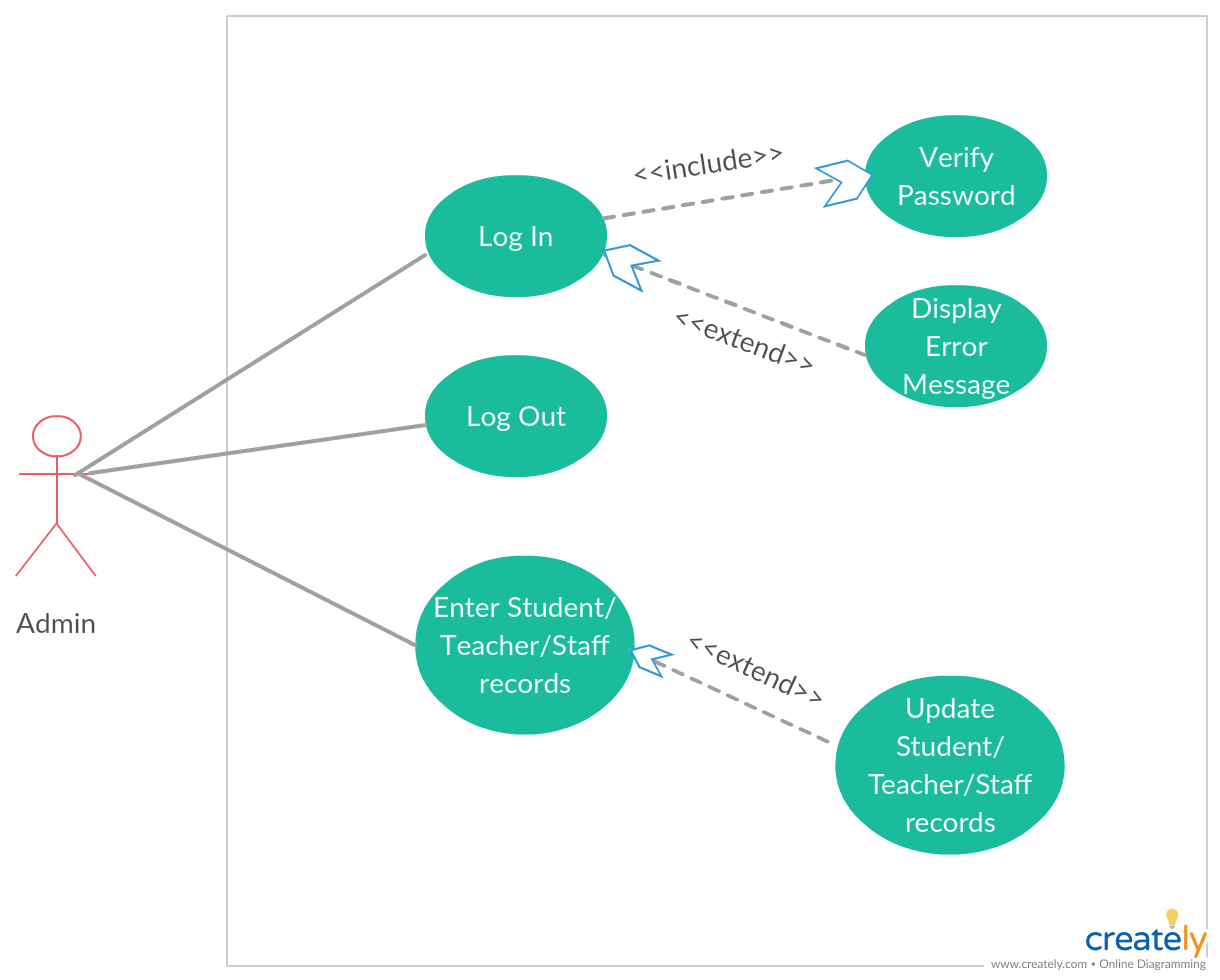 <<include>>
Verify
Password
Log In
Display
Error
Message
<<extend>>
Log Out
Admin
Enter Student/
Teacher/Staff
records
<<extend>>
Update
Student/
Teacher/Staff
records
creately
www.creately.com • Online Diagramming